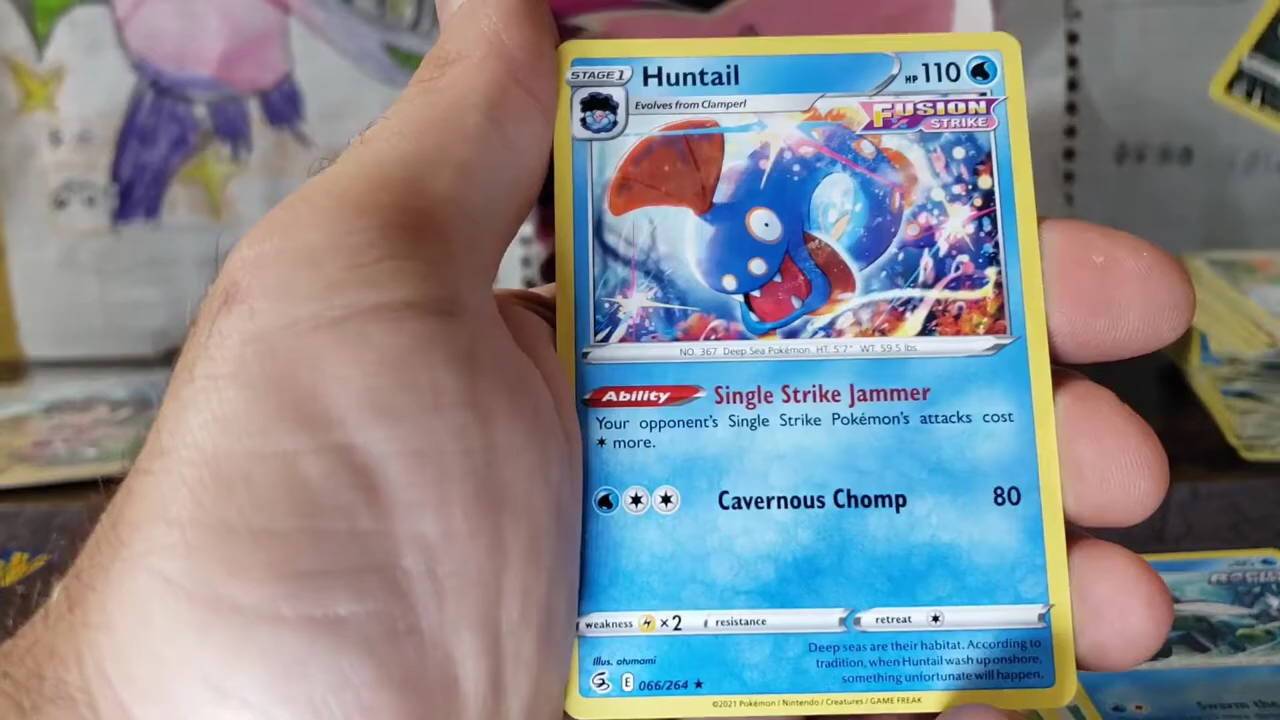 STAGE 1
Huntail
HP 110
Evolves from Clamperl
FUSION
STRIKE
NO. 367 Deep Sea Pokémon. HT: 5'7" WT: 59.5 lbs
Ability Single Strike Jammer
Your opponent's Single Strike Pokémon's attacks cost
more.
Cavernous Chomp 80
weakness ×2 resistance retreat
Deep seas are their habitat. According to
tradition, when Huntail wash up onshore,
something unfortunate will happen.
Illus. otumami
E 066/264 ★
©2021 Pokémon / Nintendo / Creatures / GAME FREAK
Swarm the